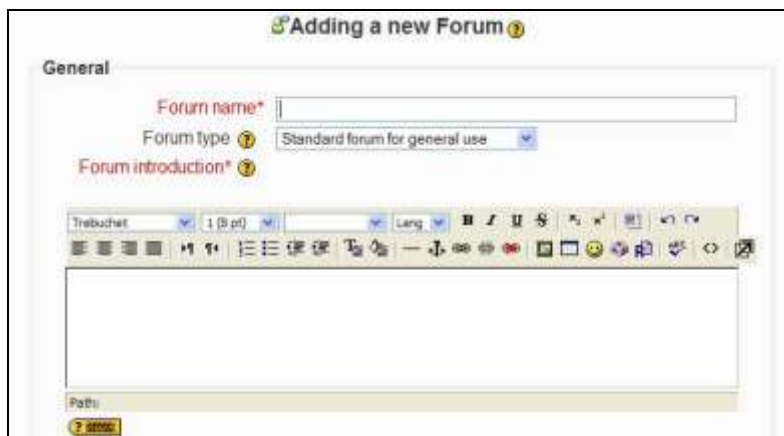 Adding a new Forum
General
Forum name*
Forum type Standard forum for general use
Forum introduction*
Trebuchet 1 (8 pt) Lang B I U S
Path: